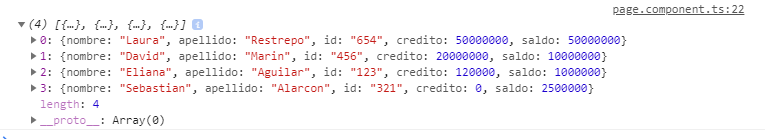 page.component.ts:22
▼(4) [{…}, {…}, {…}, {…}] i
▶0: {nombre: "Laura", apellido: "Restrepo", id: "654", credito: 50000000, saldo: 50000000}
▶1: {nombre: "David", apellido: "Marin", id: "456", credito: 20000000, saldo: 10000000}
▶2: {nombre: "Eliana", apellido: "Aguilar", id: "123", credito: 120000, saldo: 1000000}
▶3: {nombre: "Sebastian", apellido: "Alarcon", id: "321", credito: 0, saldo: 2500000}
length: 4
▶__proto__: Array(0)